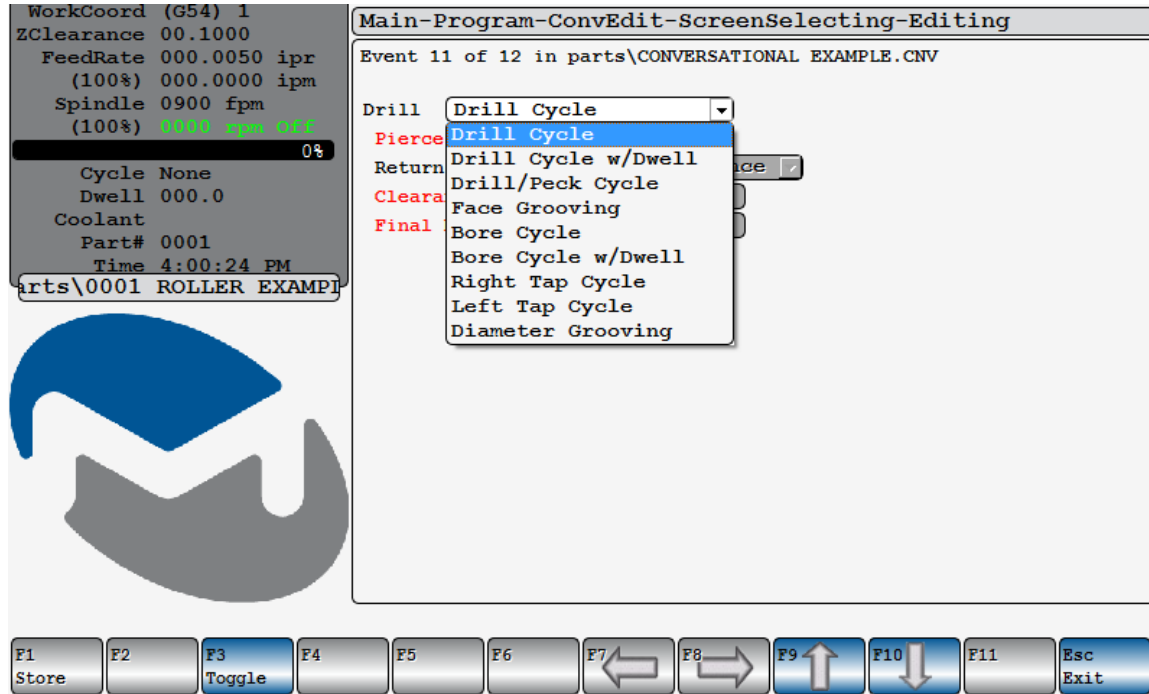 WorkCoord (G54) 1
ZClearance 00.1000
FeedRate 000.0050 ipr
(100%) 000.0000 ipm
Spindle 0900 fpm
(100%) 0000 rpm Off
0%
Cycle None
Dwell 000.0
Coolant
Part# 0001
Time 4:00:24 PM
arts\0001 ROLLER EXAMPL
Main-Program-ConvEdit-ScreenSelecting-Editing
Event 11 of 12 in parts\CONVERSATIONAL EXAMPLE.CNV
Drill Drill Cycle
Pierce
Return
Cleara
Final
Drill Cycle
Drill Cycle w/Dwell
Drill/Peck Cycle
Face Grooving
Bore Cycle
Bore Cycle w/Dwell
Right Tap Cycle
Left Tap Cycle
Diameter Grooving
nce
F1 Store
F2
F3 Toggle
F4
F5
F6
F7
F8
F9
F10
F11
Esc Exit